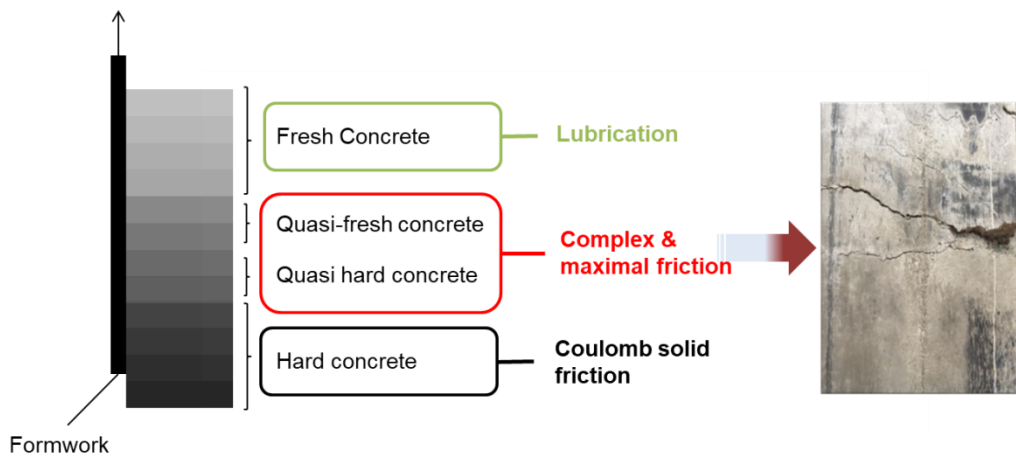 Fresh Concrete
Lubrication
Quasi-fresh concrete
Quasi hard concrete
Complex &
maximal friction
Hard concrete
Coulomb solid
friction
Formwork